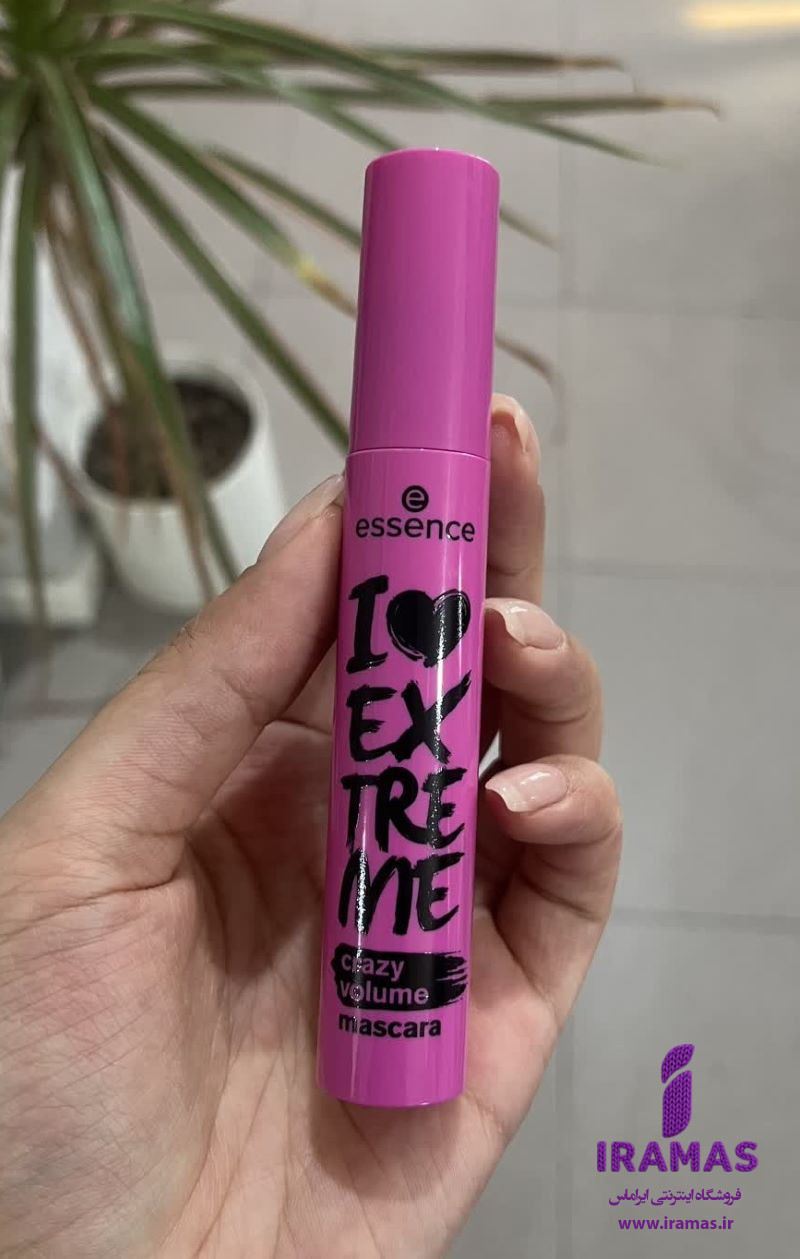 e
essence
I
EX
TRE
ME
crazy
volume
mascara
IRAMAS
فروشگاه اینترنتی ایراماس
www.iramas.ir